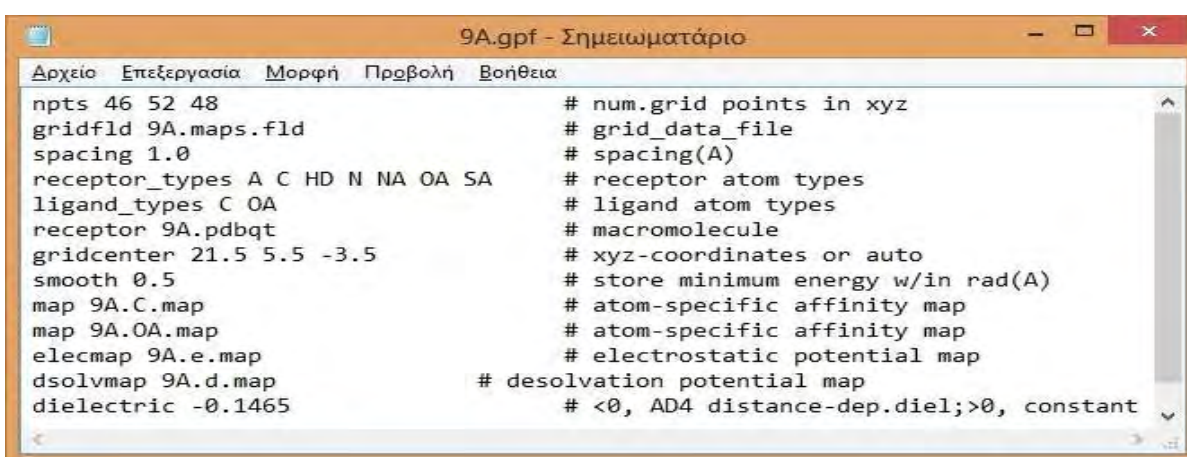 9A.gpf - Σημειωματάριο
Αρχείο Επεξεργασία Μορφή Προβολή Βοήθεια
npts 46 52 48 # num.grid points in xyz
gridfld 9A.maps.fld # grid_data_file
spacing 1.0 # spacing(A)
receptor_types A C HD N NA OA SA # receptor atom types
ligand_types C OA # ligand atom types
receptor 9A.pdbqt # macromolecule
gridcenter 21.5 5.5 -3.5 # xyz-coordinates or auto
smooth 0.5 # store minimum energy w/in rad(A)
map 9A.C.map # atom-specific affinity map
map 9A.OA.map # atom-specific affinity map
elecmap 9A.e.map # electrostatic potential map
dsolvmap 9A.d.map # desolvation potential map
dielectric -0.1465 # <0, AD4 distance-dep.diel;>0, constant